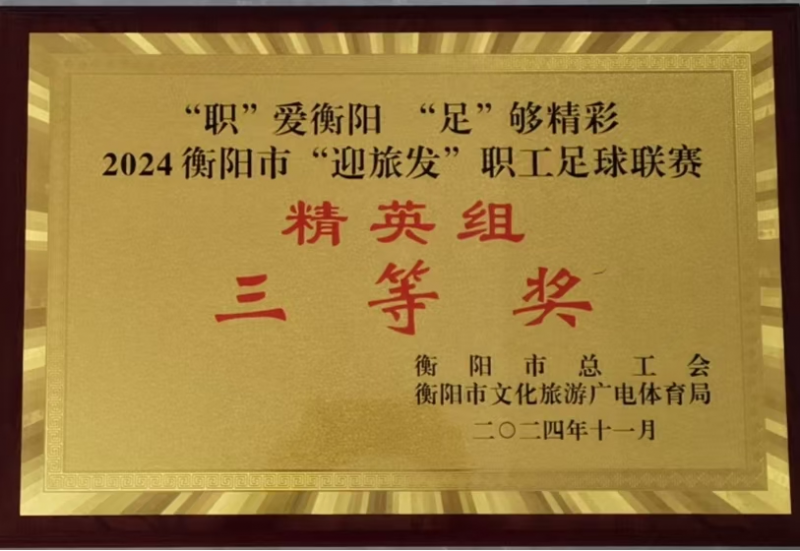 “职”爱衡阳 “足”够精彩
2024衡阳市“迎旅发”职工足球联赛
精英组
三等奖
衡阳市总工会
衡阳市文化旅游广电体育局
二〇二四年十一月